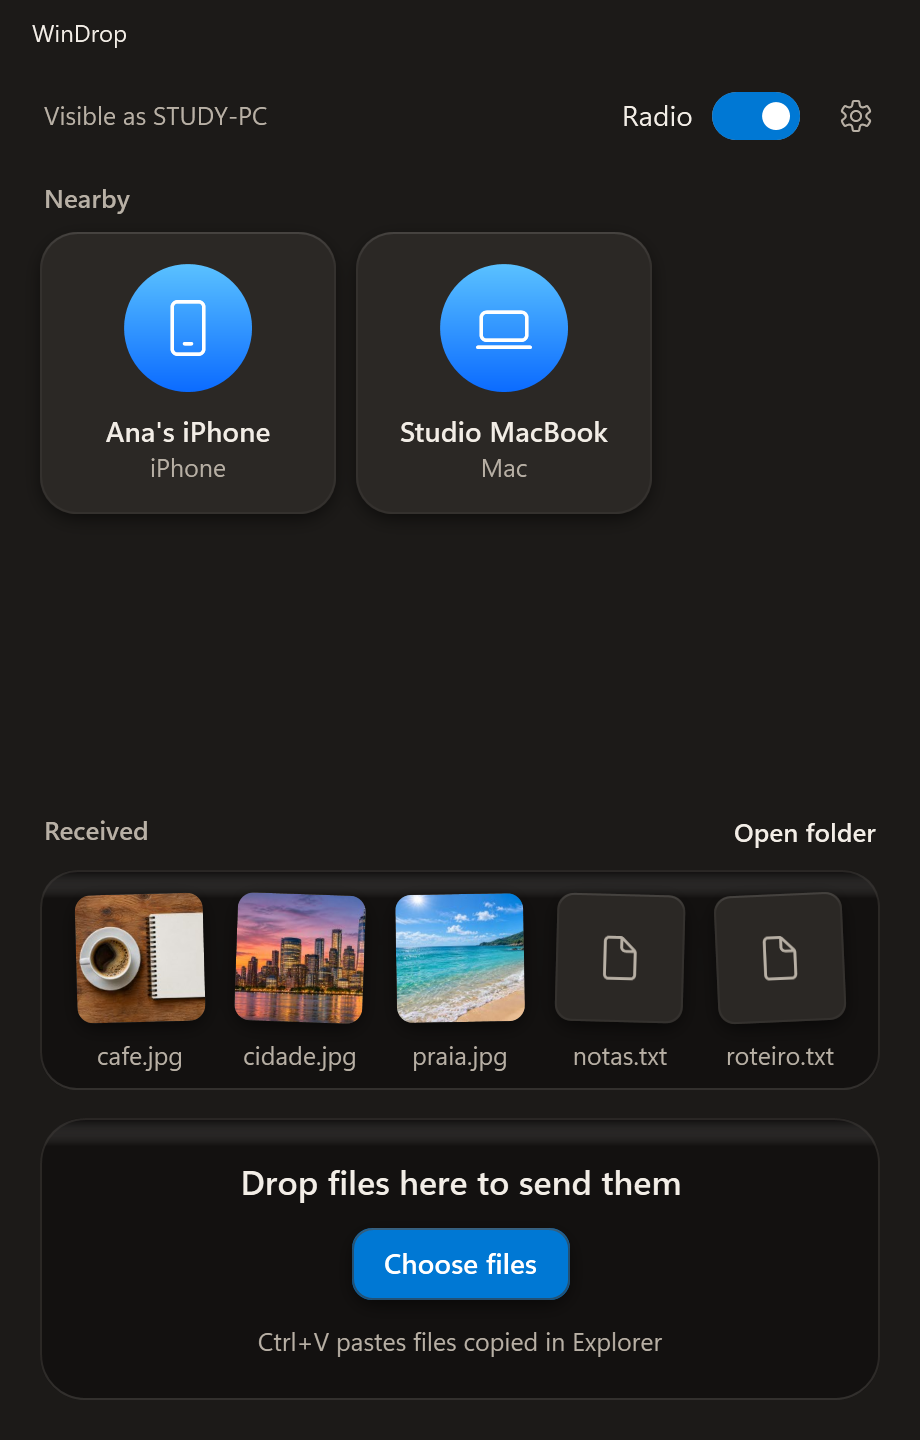 WinDrop
Visible as STUDY-PC
Radio
Nearby
Ana's iPhone
iPhone
Studio MacBook
Mac
Received
Open folder
cafe.jpg
cidade.jpg
praia.jpg
notas.txt
roteiro.txt
Drop files here to send them
Choose files
Ctrl+V pastes files copied in Explorer